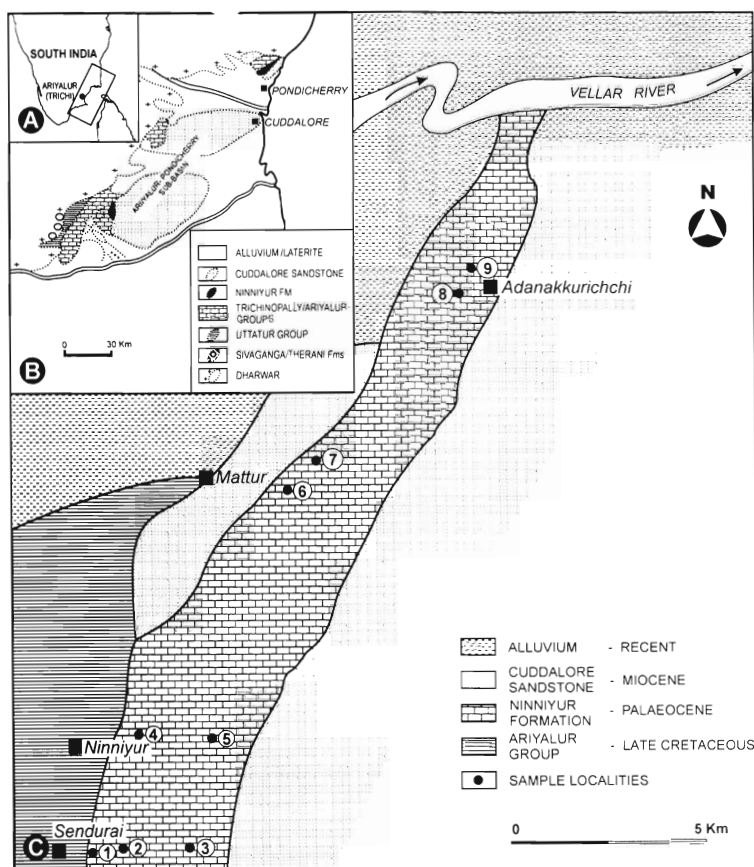 SOUTH INDIA
ARIYALUR
(TRICHI)
A
PONDICHERRY
CUDDALORE
ARIYALUR-PONDICHERRY
SUB-BASIN
ALLUVIUM/LATERITE
CUDDALORE SANDSTONE
NINNIYUR FM
TRICHINOPALLY/ARIYALUR
GROUPS
UTTATUR GROUP
SIVAGANGA/THERANI Fms
DHARWAR
0 30 Km
B
VELLAR RIVER
N
9
8
Adanakkurichchi
7
6
Mattur
4
5
Ninniyur
Sendurai
C
1
2
3
ALLUVIUM - RECENT
CUDDALORE
SANDSTONE - MIOCENE
NINNIYUR
FORMATION - PALAEOCENE
ARIYALUR
GROUP - LATE CRETACEOUS
SAMPLE LOCALITIES
0 5 Km